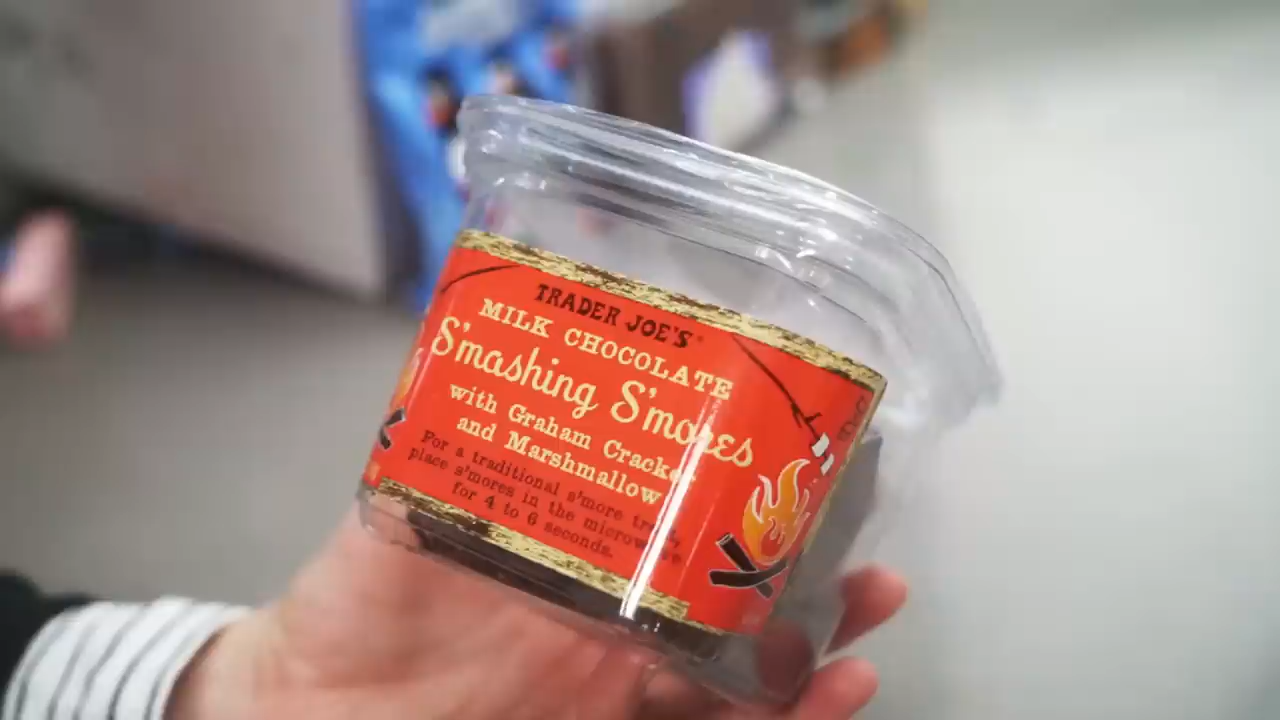 TRADER JOE'S
MILK CHOCOLATE
S'mashing S'mores
with Graham Cracker
and Marshmallow
For a traditional s'more treat,
place s'mores in the microwave
for 4 to 6 seconds.